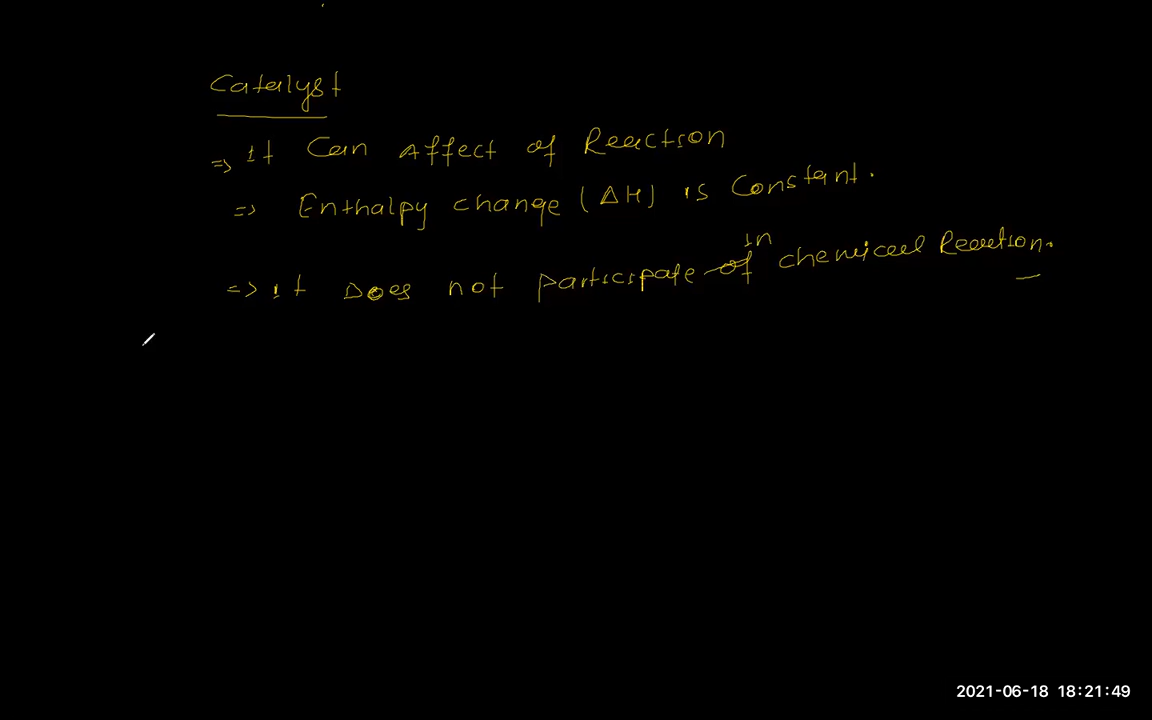 Catalyst
=> It Can Affect of Reaction
=> Enthalpy change (ΔH) is Constant.
=> It Does not participate of in chemical Reaction.
2021-06-18 18:21:49